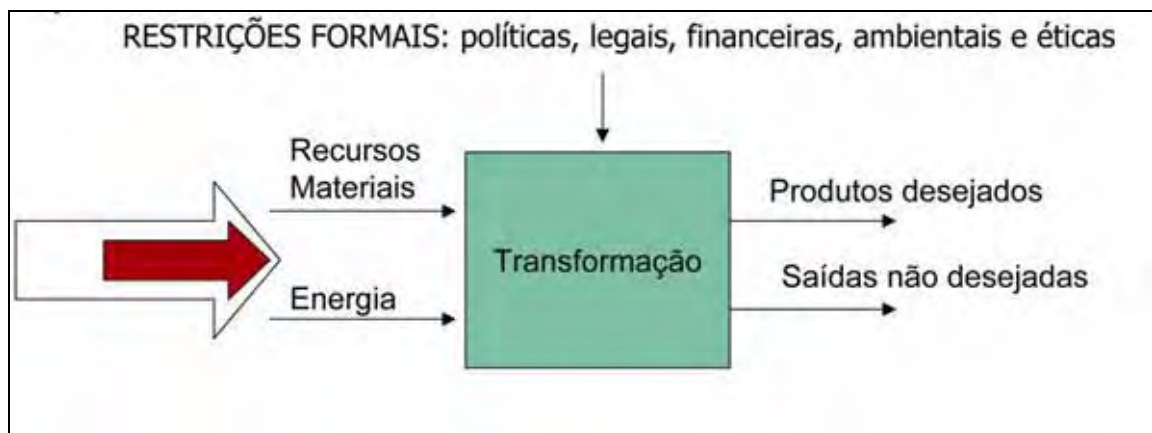 RESTRIÇÕES FORMAIS: políticas, legais, financeiras, ambientais e éticas
Recursos
Materiais
Energia
Transformação
Produtos desejados
Saídas não desejadas